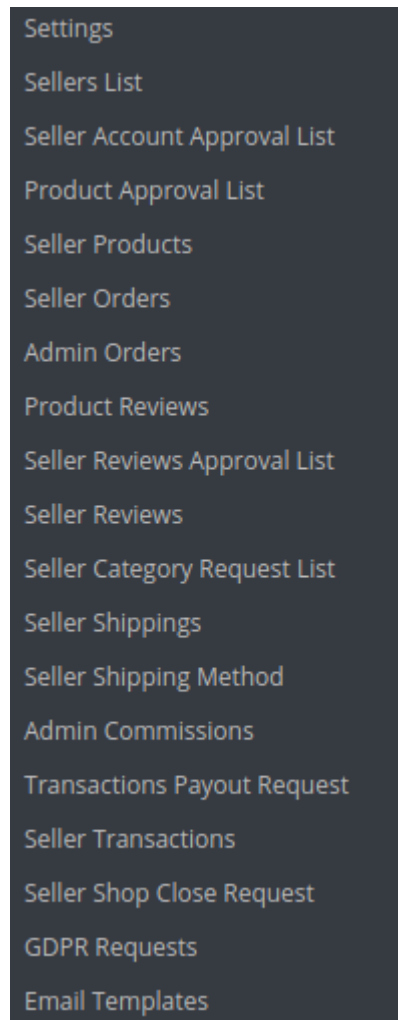 Settings
Sellers List
Seller Account Approval List
Product Approval List
Seller Products
Seller Orders
Admin Orders
Product Reviews
Seller Reviews Approval List
Seller Reviews
Seller Category Request List
Seller Shippings
Seller Shipping Method
Admin Commissions
Transactions Payout Request
Seller Transactions
Seller Shop Close Request
GDPR Requests
Email Templates